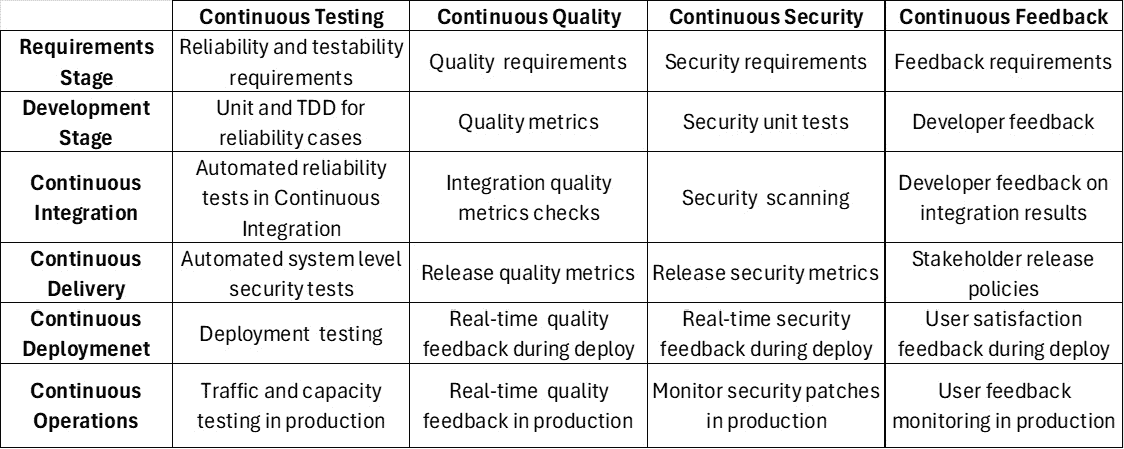 Continuous Testing Continuous Quality Continuous Security Continuous Feedback
Requirements
Stage
Reliability and testability
requirements
Quality requirements
Security requirements
Feedback requirements
Development
Stage
Unit and TDD for
reliability cases
Quality metrics
Security unit tests
Developer feedback
Continuous
Integration
Automated reliability
tests in Continuous
Integration
Integration quality
metrics checks
Security scanning
Developer feedback on
integration results
Continuous
Delivery
Automated system level
security tests
Release quality metrics
Release security metrics
Stakeholder release
policies
Continuous
Deploymenet
Deployment testing
Real-time quality
feedback during deploy
Real-time security
feedback during deploy
User satisfaction
feedback during deploy
Continuous
Operations
Traffic and capacity
testing in production
Real-time quality
feedback in production
Monitor security patches
in production
User feedback
monitoring in production